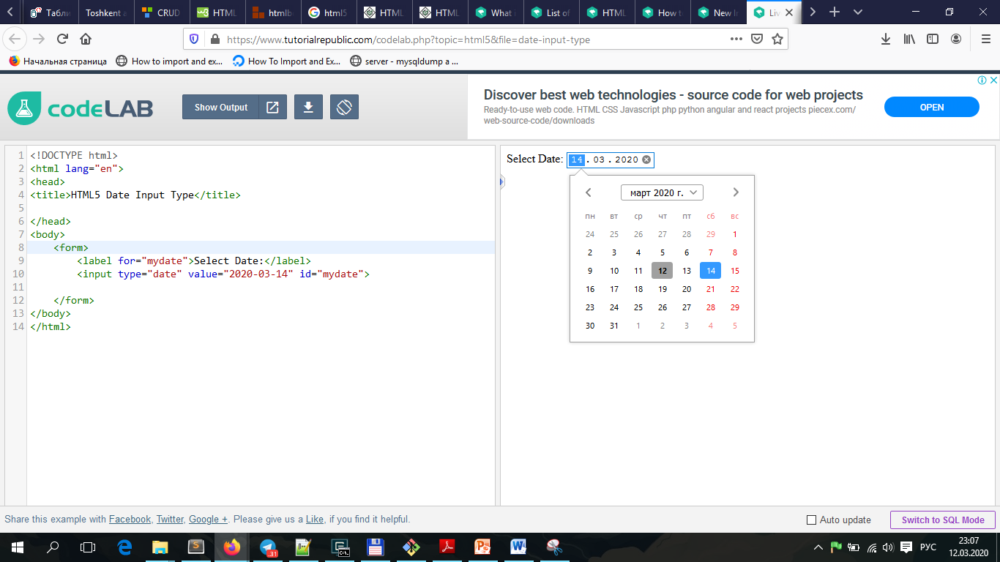 Табли
Toshkent a
CRUD
HTML
htmlb
html5
HTML
HTML
What i
List of
HTML
How to
New I
Liv
https://www.tutorialrepublic.com/codelab.php?topic=html5&file=date-input-type
Начальная страница
How to import and ex...
How To Import and Ex...
server - mysqldump a ...
codeLAB
Show Output
Discover best web technologies - source code for web projects
Ready-to-use web code. HTML CSS Javascript php python angular and react projects piecex.com/
web-source-code/downloads
OPEN
1 <!DOCTYPE html>
2 <html lang="en">
3 <head>
4 <title>HTML5 Date Input Type</title>
5
6 </head>
7 <body>
8 <form>
9 <label for="mydate">Select Date:</label>
10 <input type="date" value="2020-03-14" id="mydate">
11
12 </form>
13 </body>
14 </html>
Select Date: 14 . 03 . 2020
март 2020 г.
пн вт ср чт пт сб вс
24 25 26 27 28 29 1
2 3 4 5 6 7 8
9 10 11 12 13 14 15
16 17 18 19 20 21 22
23 24 25 26 27 28 29
30 31 1 2 3 4 5
Share this example with Facebook, Twitter, Google +. Please give us a Like, if you find it helpful.
Auto update
Switch to SQL Mode
.31
C:\
РУС
23:07
12.03.2020